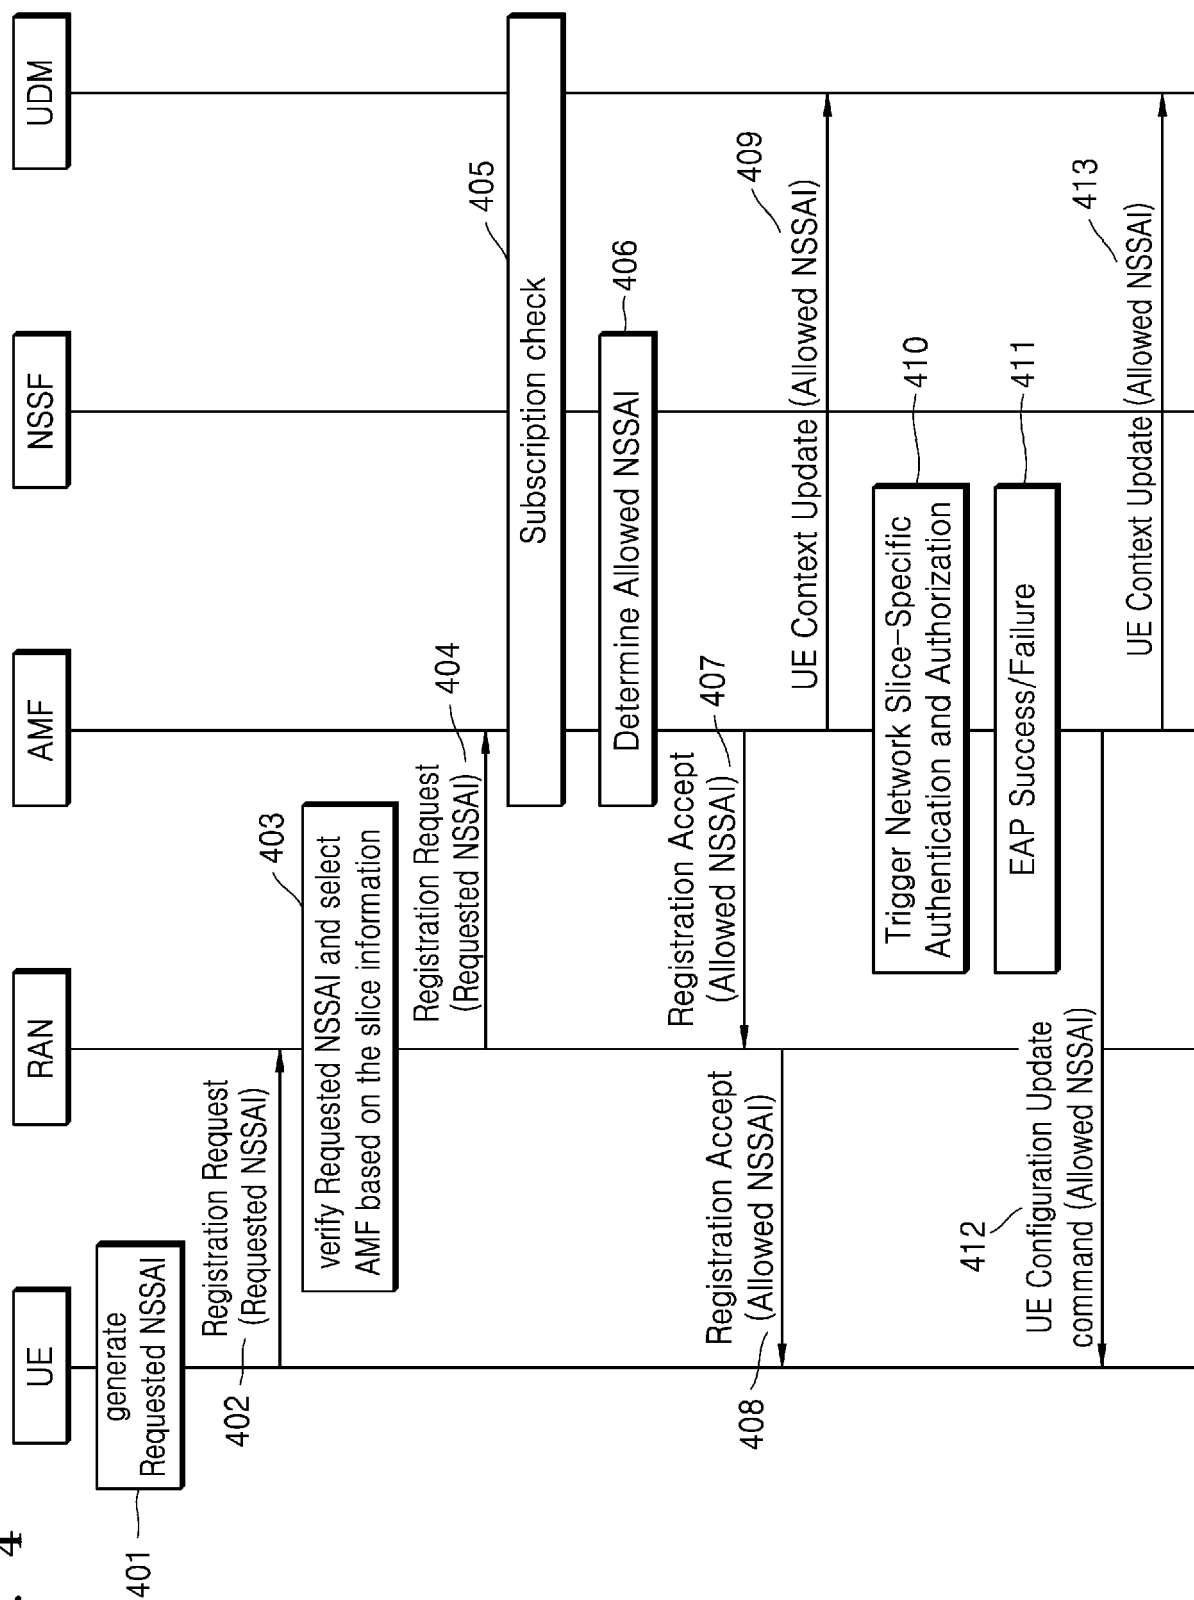 . 4
UE
RAN
AMF
NSSF
UDM
401
generate
Requested NSSAI
402
Registration Request
(Requested NSSAI)
403
verify Requested NSSAI and select
AMF based on the slice information
Registration Request
(Requested NSSAI)
404
405
Subscription check
Determine Allowed NSSAI
406
Registration Accept
(Allowed NSSAI)
407
408
Registration Accept
(Allowed NSSAI)
409
UE Context Update (Allowed NSSAI)
Trigger Network Slice-Specific
Authentication and Authorization
410
EAP Success/Failure
411
412
UE Configuration Update
command (Allowed NSSAI)
413
UE Context Update (Allowed NSSAI)